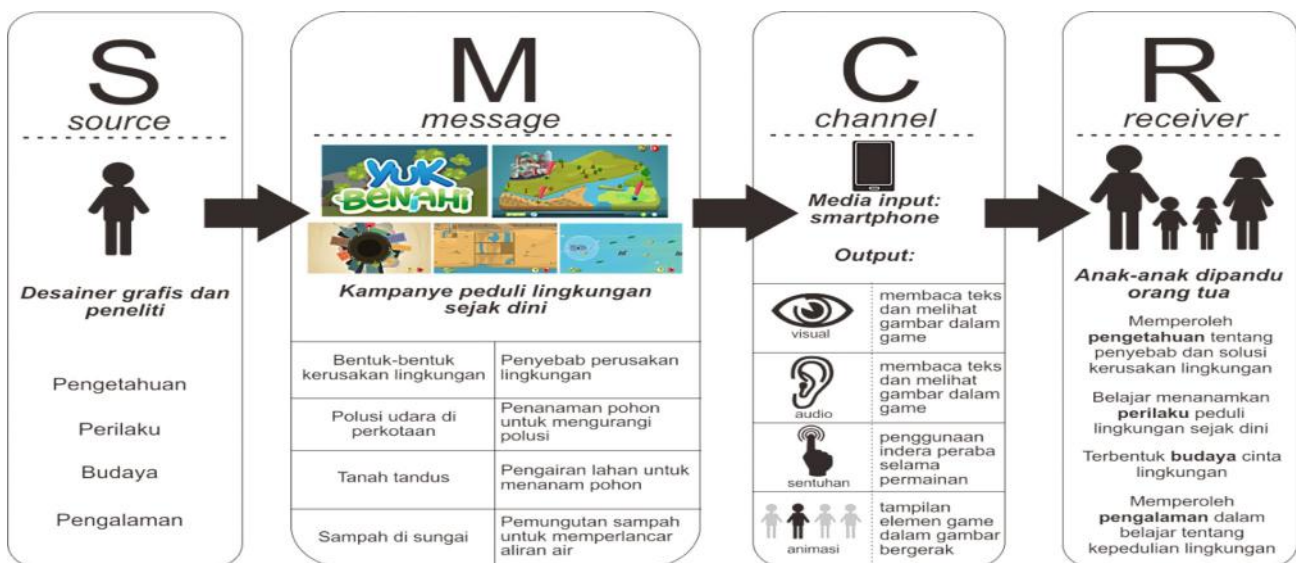 S
source
Desainer grafis dan
peneliti
Pengetahuan
Perilaku
Budaya
Pengalaman
M
message
YUK
BENAHI
Kampanye peduli lingkungan
sejak dini
Bentuk-bentuk
kerusakan lingkungan
Penyebab perusakan
lingkungan
Polusi udara di
perkotaan
Penanaman pohon
untuk mengurangi
polusi
Tanah tandus
Pengairan lahan untuk
menanam pohon
Sampah di sungai
Pemungutan sampah
untuk memperlancar
aliran air
C
channel
Media input:
smartphone
Output:
visual
membaca teks
dan melihat
gambar dalam
game
audio
membaca teks
dan melihat
gambar dalam
game
sentuhan
penggunaan
indera peraba
selama
permainan
animasi
tampilan
elemen game
dalam gambar
bergerak
R
receiver
Anak-anak dipandu
orang tua
Memperoleh
pengetahuan tentang
penyebab dan solusi
kerusakan lingkungan
Belajar menanamkan
perilaku peduli
lingkungan sejak dini
Terbentuk budaya cinta
lingkungan
Memperoleh
pengalaman dalam
belajar tentang
kepedulian lingkungan